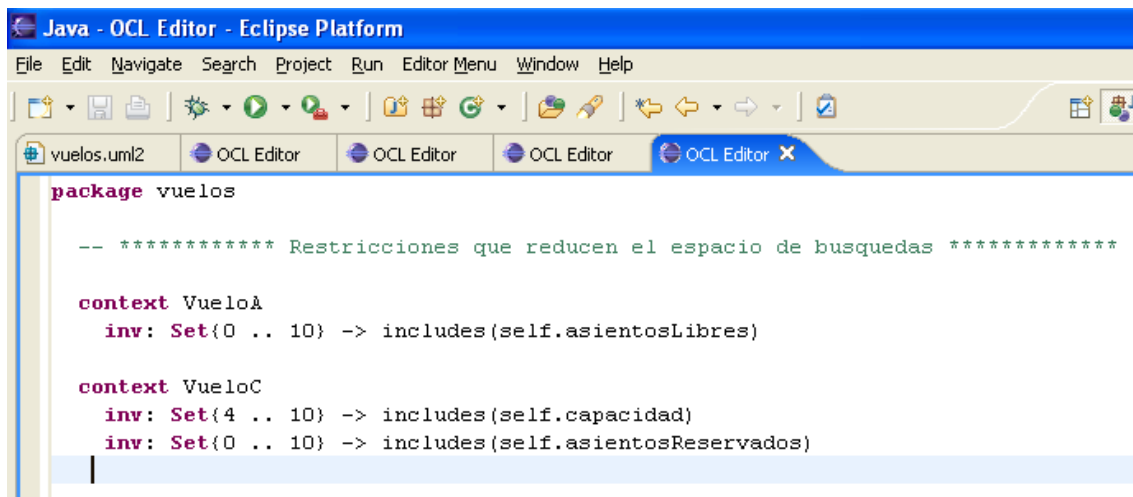 Java - OCL Editor - Eclipse Platform
File Edit Navigate Search Project Run Editor Menu Window Help
vuelos.uml2 OCL Editor OCL Editor OCL Editor OCL Editor
package vuelos
-- ************ Restricciones que reducen el espacio de busquedas *************
context VueloA
inv: Set{0 .. 10} -> includes(self.asientosLibres)
context VueloC
inv: Set{4 .. 10} -> includes(self.capacidad)
inv: Set{0 .. 10} -> includes(self.asientosReservados)